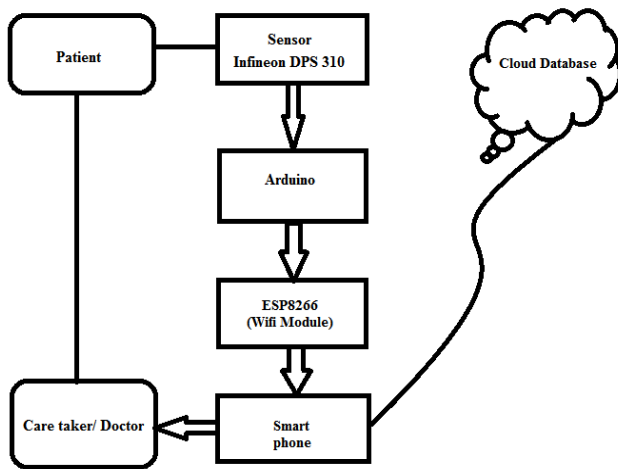 Patient
Sensor
Infineon DPS 310
Cloud Database
Arduino
ESP8266
(Wifi Module)
Care taker/ Doctor
Smart
phone